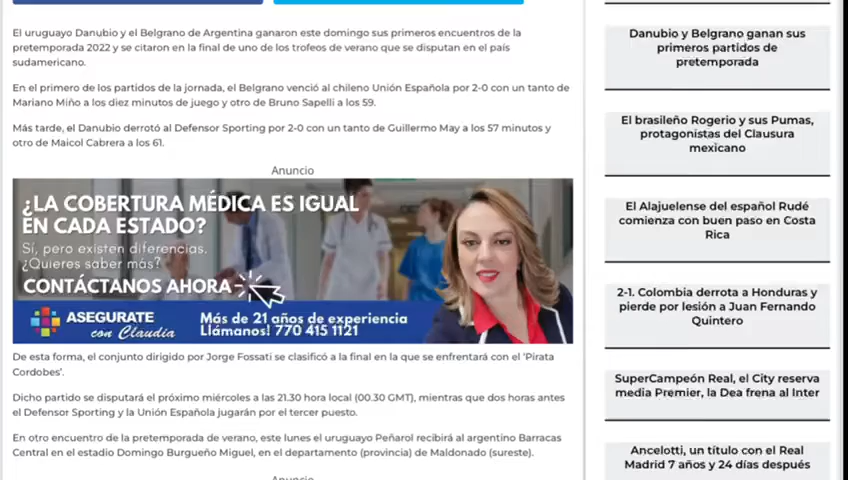 El uruguayo Danubio y el Belgrano de Argentina ganaron este domingo sus primeros encuentros de la
pretemporada 2022 y se citaron en la final de uno de los trofeos de verano que se disputan en el país
sudamericano.
En el primero de los partidos de la jornada, el Belgrano venció al chileno Unión Española por 2-0 con un tanto de
Mariano Miño a los diez minutos de juego y otro de Bruno Sapelli a los 59.
Más tarde, el Danubio derrotó al Defensor Sporting por 2-0 con un tanto de Guillermo May a los 57 minutos y
otro de Maicol Cabrera a los 61.
Anuncio
¿LA COBERTURA MÉDICA ES IGUAL
EN CADA ESTADO?
Sí, pero existen diferencias.
¿Quieres saber más?
CONTÁCTANOS AHORA
ASEGURATE
con Claudia
Más de 21 años de experiencia
Llámanos! 770 415 1121
De esta forma, el conjunto dirigido por Jorge Fossati se clasificó a la final en la que se enfrentará con el 'Pirata
Cordobes'.
Dicho partido se disputará el próximo miércoles a las 21.30 hora local (00.30 GMT), mientras que dos horas antes
el Defensor Sporting y la Unión Española jugarán por el tercer puesto.
En otro encuentro de la pretemporada de verano, este lunes el uruguayo Peñarol recibirá al argentino Barracas
Central en el estadio Domingo Burgueño Miguel, en el departamento (provincia) de Maldonado (sureste).
Anuncio
Danubio y Belgrano ganan sus
primeros partidos de
pretemporada
El brasileño Rogerio y sus Pumas,
protagonistas del Clausura
mexicano
El Alajuelense del español Rudé
comienza con buen paso en Costa
Rica
2-1. Colombia derrota a Honduras y
pierde por lesión a Juan Fernando
Quintero
SuperCampeón Real, el City reserva
media Premier, la Dea frena al Inter
Ancelotti, un título con el Real
Madrid 7 años y 24 días después